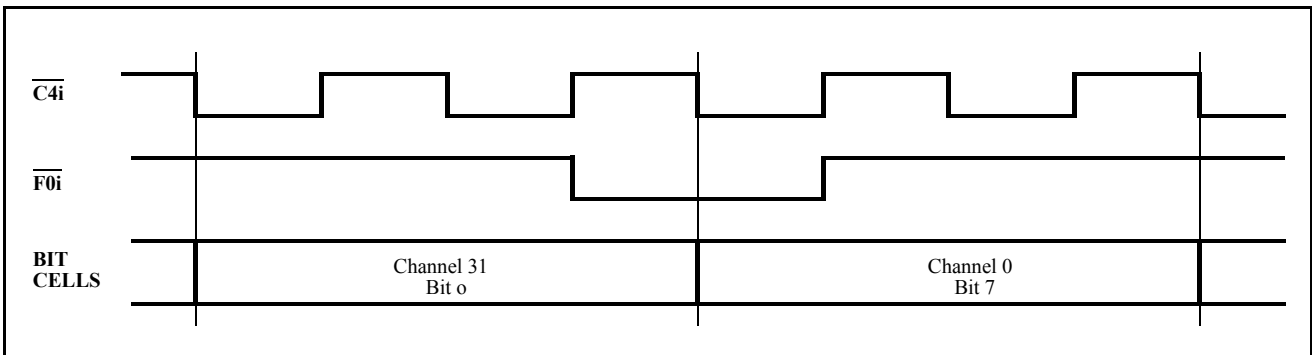 C4i
F0i
BIT
CELLS
Channel 31
Bit o
Channel 0
Bit 7